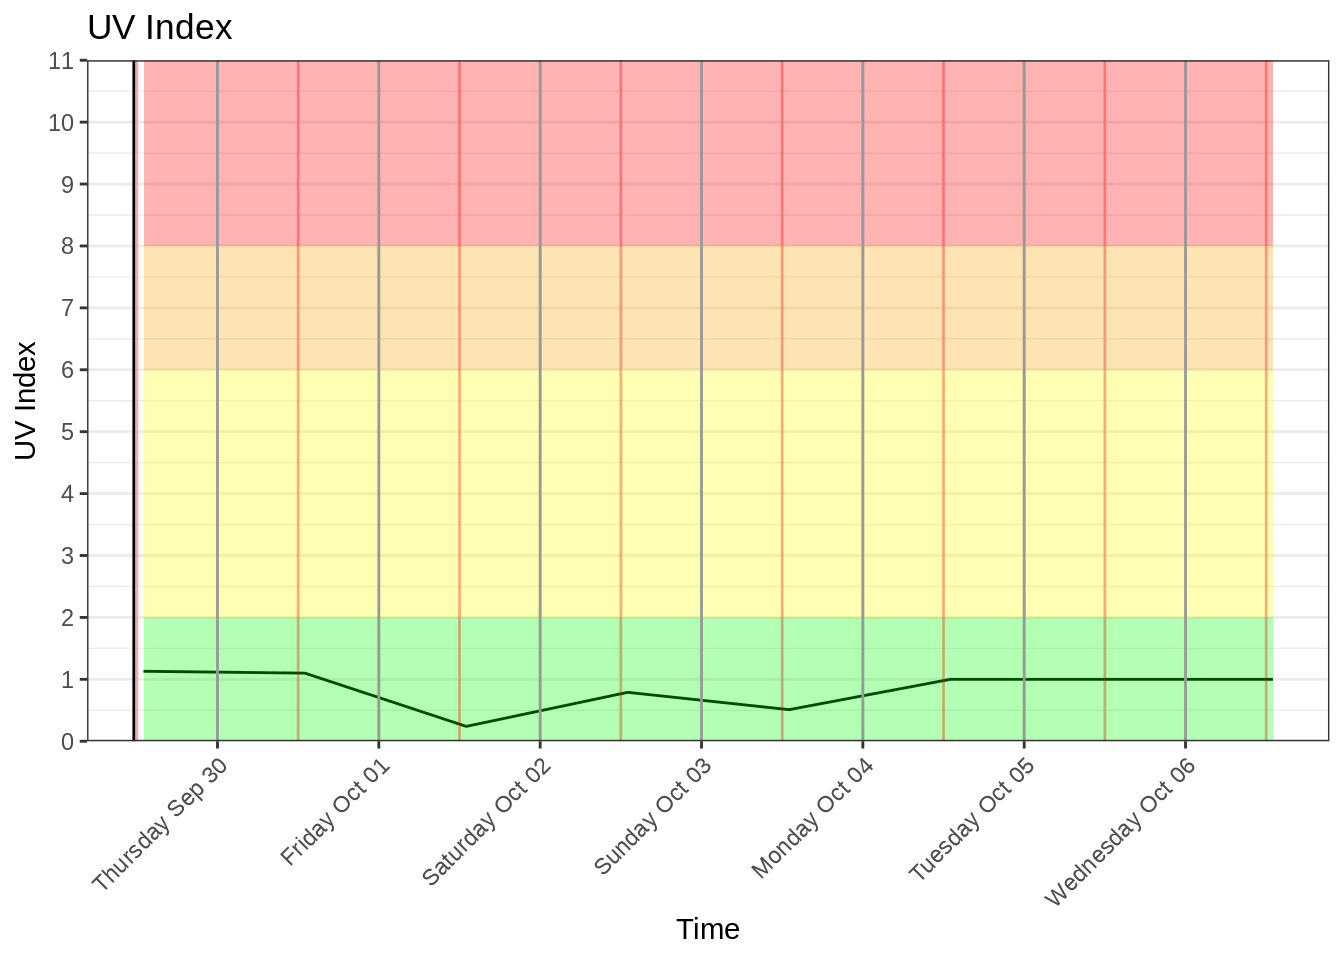 UV Index
11
10
9
8
7
6
5
4
3
2
1
0
UV Index
Thursday Sep 30
Friday Oct 01
Saturday Oct 02
Sunday Oct 03
Monday Oct 04
Tuesday Oct 05
Wednesday Oct 06
Time